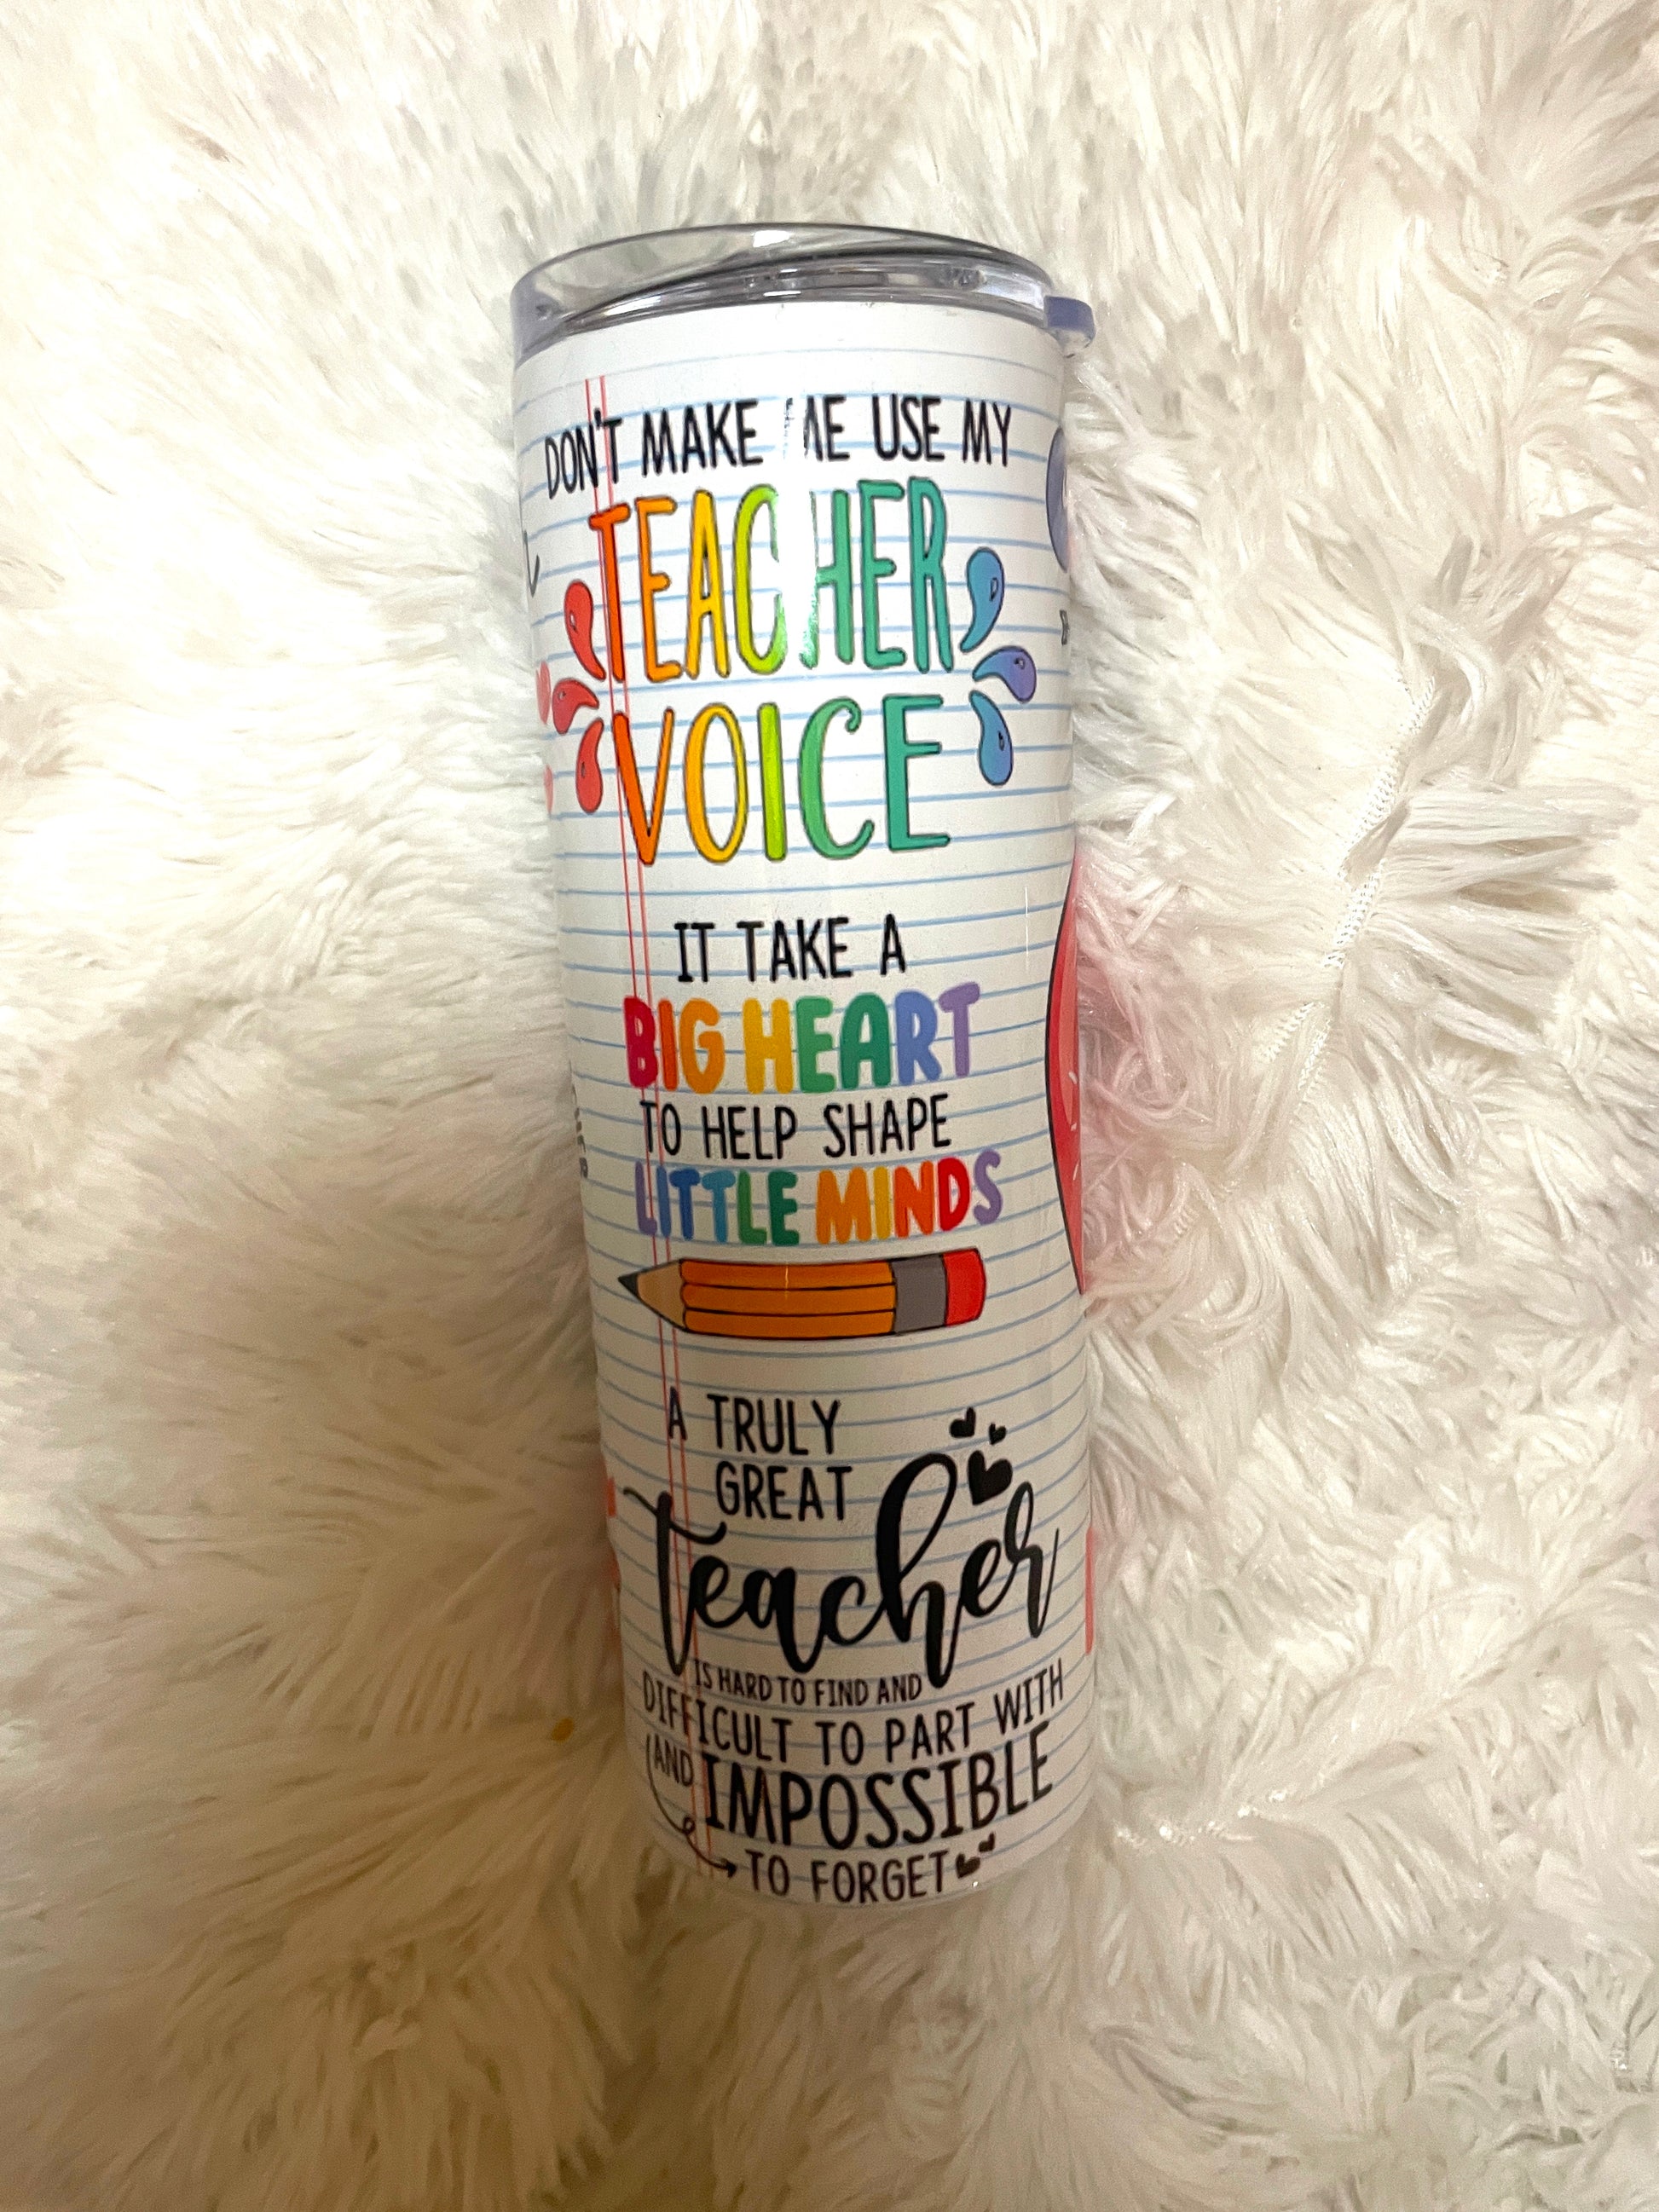 DON'T MAKE ME USE MY
TEACHER
VOICE
IT TAKE A
BIG HEART
TO HELP SHAPE
LITTLE MINDS
A TRULY
GREAT
teacher
IS HARD TO FIND AND
DIFFICULT TO PART WITH
(AND IMPOSSIBLE
TO FORGET